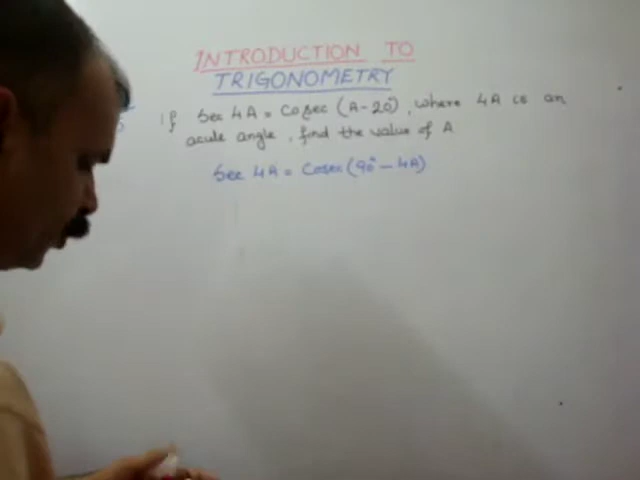 INTRODUCTION TO
TRIGONOMETRY
If Sec 4A = Cosec (A - 20°), where 4A is an
acute angle, find the value of A
Sec 4A = Cosec (90° - 4A)